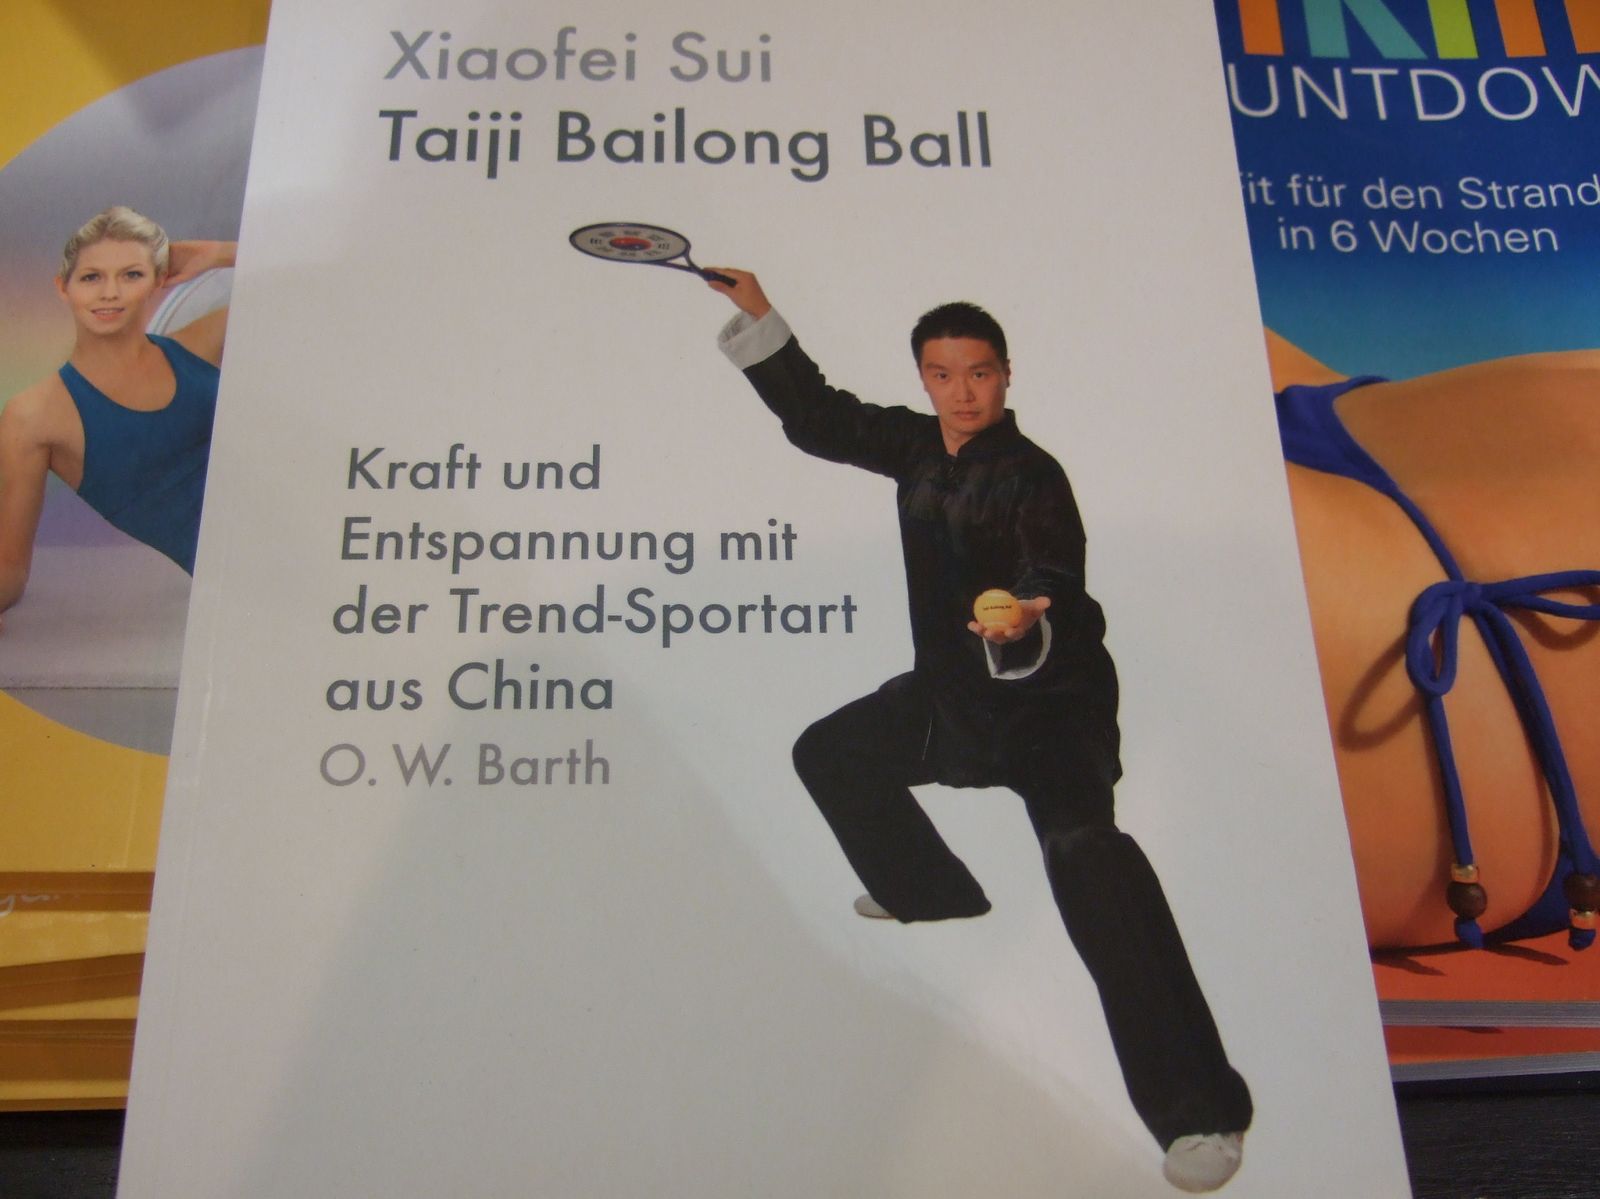 Xiaofei Sui
Taiji Bailong Ball
Kraft und
Entspannung mit
der Trend-Sportart
aus China
O. W. Barth
UNTDOW
fit für den Strand
in 6 Wochen